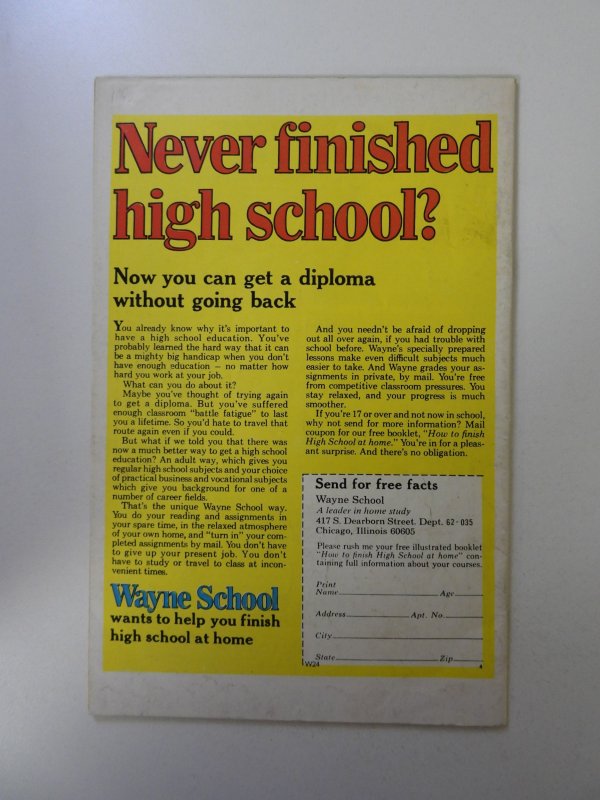 Never finished
high school?
Now you can get a diploma
without going back
You already know why it's important to
have a high school education. You've
probably learned the hard way that it can
be a mighty big handicap when you don't
have enough education — no matter how
hard you work at your job.
What can you do about it?
Maybe you've thought of trying again
to get a diploma. But you've suffered
enough classroom "battle fatigue" to last
you a lifetime. So you'd hate to travel that
route again even if you could.
But what if we told you that there was
now a much better way to get a high school
education? An adult way, which gives you
regular high school subjects and your choice
of practical business and vocational subjects
which give you background for one of a
number of career fields.
That's the unique Wayne School way.
You do your reading and assignments in
your spare time, in the relaxed atmosphere
of your own home, and "turn in" your com-
pleted assignments by mail. You don't have
to give up your present job. You don't
have to study or travel to class at incon-
venient times.
Wayne School
wants to help you finish
high school at home
And you needn't be afraid of dropping
out all over again, if you had trouble with
school before. Wayne's specially prepared
lessons make even difficult subjects much
easier to take. And Wayne grades your as-
signments in private, by mail. You're free
from competitive classroom pressures. You
stay relaxed, and your progress is much
smoother.
If you're 17 or over and not now in school,
why not send for more information? Mail
coupon for our free booklet, "How to finish
High School at home." You're in for a pleas-
ant surprise. And there's no obligation.
Send for free facts
Wayne School
A leader in home study
417 S. Dearborn Street. Dept. 62-035
Chicago, Illinois 60605
Please rush me your free illustrated booklet
"How to finish High School at home" con-
taining full information about your courses.
Print
Name Age
Address Apt. No.
City
State Zip
W24 4